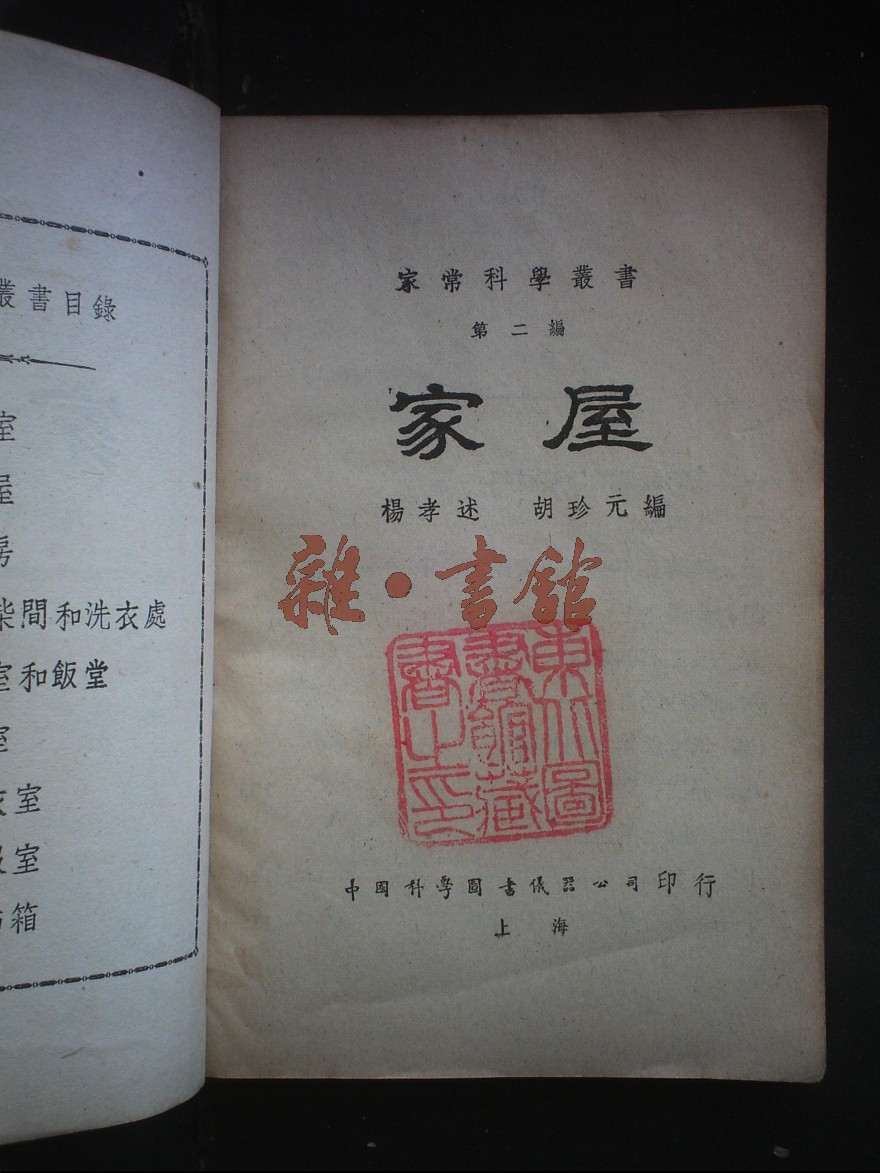 叢書目錄
室
屋
房
柴間和洗衣處
室和飯堂
室
衣室
室
箱
家常科學叢書
第二編
家屋
楊孝述 胡珍元編
雜·書館
東北圖
書館藏
書之印
中國科學圖書儀器公司印行
上海